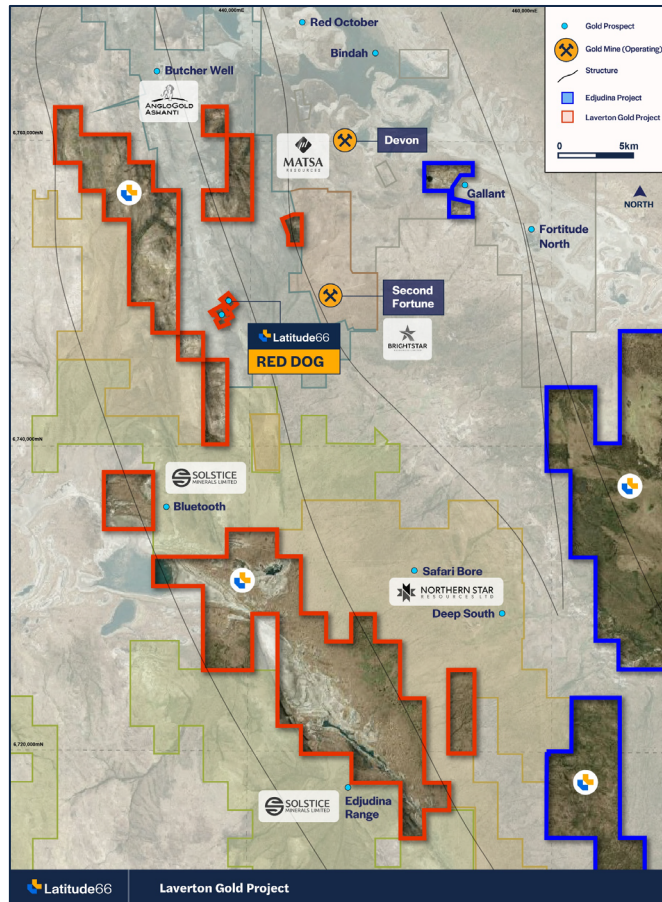 440,000mE
460,000mE
Red October
Bindah
Butcher Well
ANGLOGOLD
ASHANTI
MATSA
RESOURCES
Devon
Gold Prospect
Gold Mine (Operating)
Structure
Edjudina Project
Laverton Gold Project
0 5km
NORTH
6,760,000mN
Gallant
Fortitude
North
Second
Fortune
BRIGHTSTAR
Latitude66
RED DOG
6,740,000mN
SOLSTICE
MINERALS LIMITED
Bluetooth
Safari Bore
NORTHERN STAR
RESOURCES LTD
Deep South
6,720,000mN
SOLSTICE
MINERALS LIMITED
Edjudina
Range
Latitude66
Laverton Gold Project